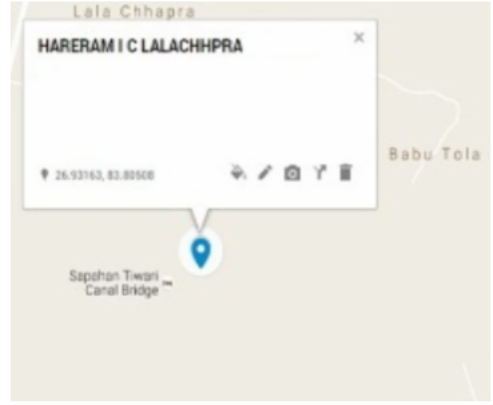 Lala Chhapra
HARERAM I C LALACHHPRA
26.93163, 83.80508
Babu Tola
Sapahan Tiwari
Canal Bridge